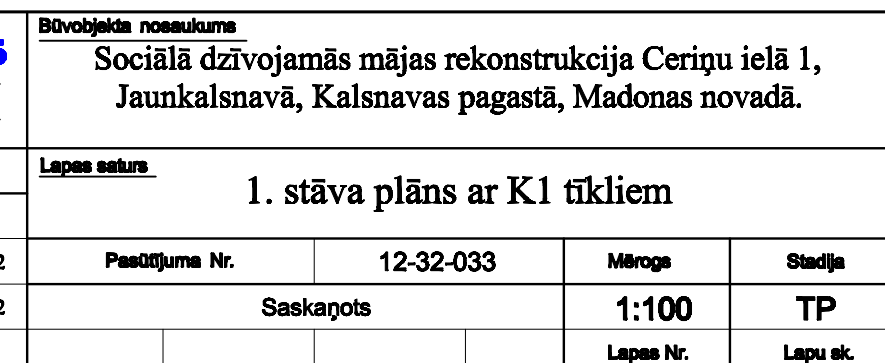 Būvobjekta nosaukums
Sociālā dzīvojamās mājas rekonstrukcija Ceriņu ielā 1,
Jaunkalsnavā, Kalsnavas pagastā, Madonas novadā.
Lapas saturs
1. stāva plāns ar K1 tīkliem
Pasūtījuma Nr. 12-32-033 Mērogs Stadija
Saskaņots 1:100 TP
Lapas Nr. Lapu sk.